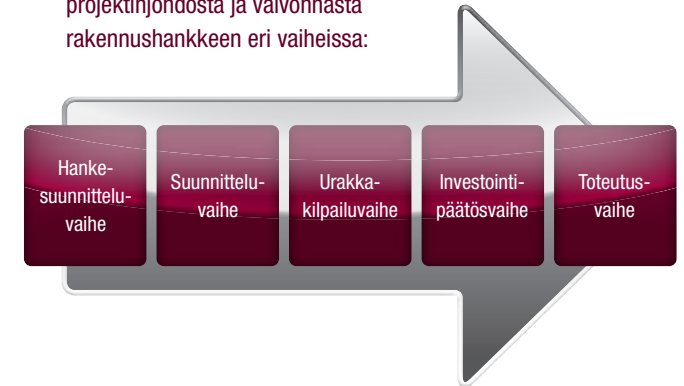 projektinjohdosta ja valvonnasta
rakennushankkeen eri vaiheissa:
Hanke-
suunnittelu-
vaihe
Suunnittelu-
vaihe
Urakka-
kilpailuvaihe
Investointi-
päätösvaihe
Toteutus-
vaihe